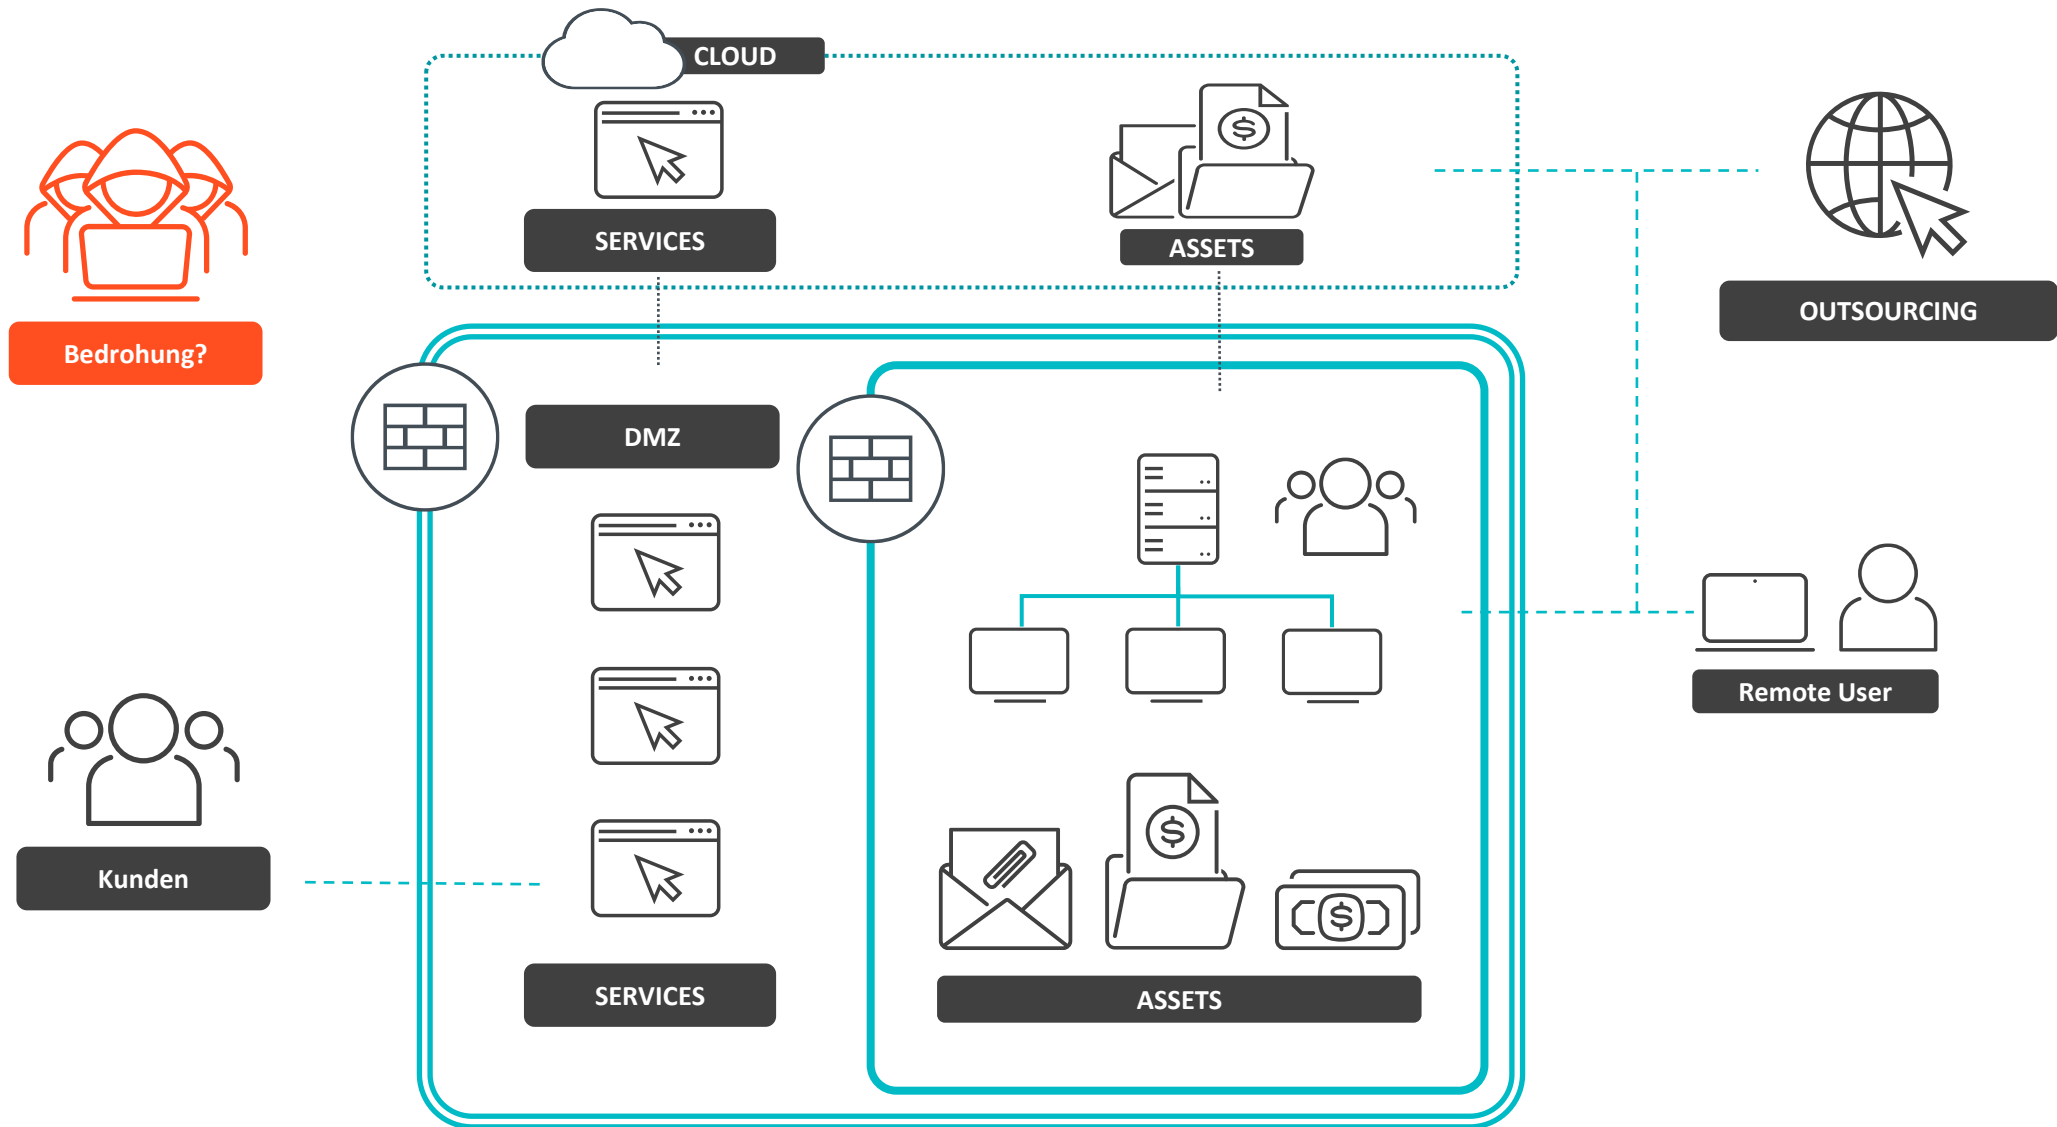 CLOUD
SERVICES
ASSETS
OUTSOURCING
Bedrohung?
DMZ
Remote User
Kunden
SERVICES
ASSETS